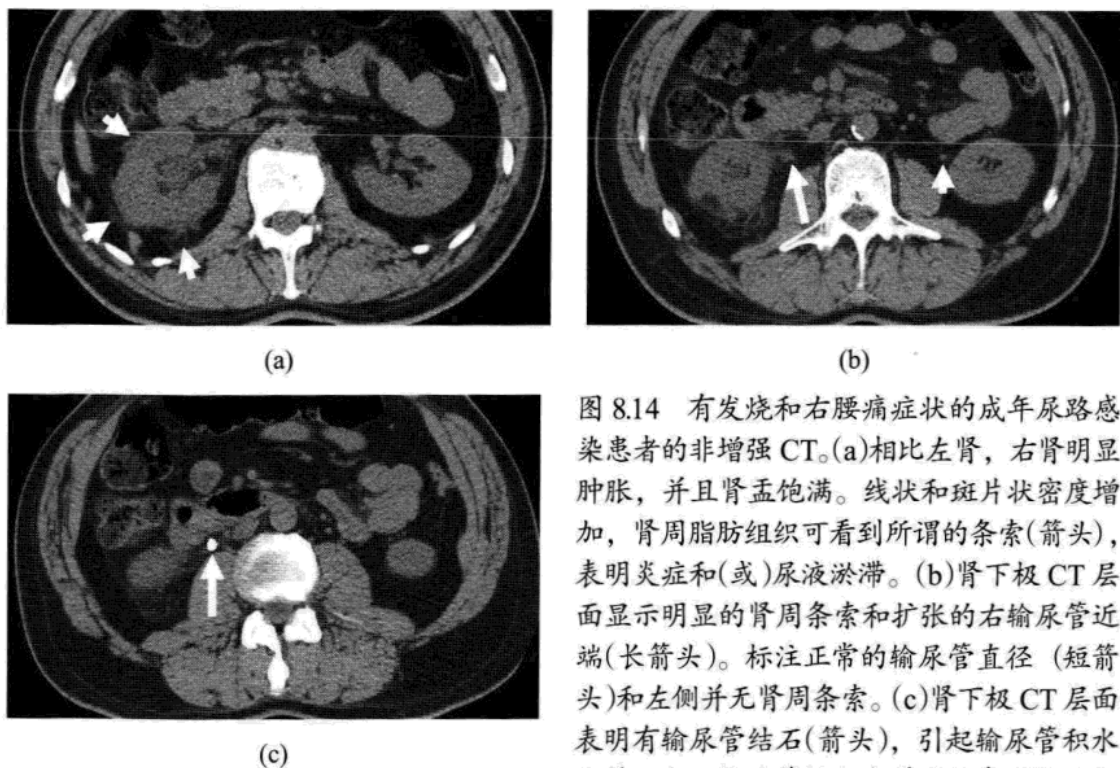 (a)
(b)
(c)
图 8.14 有发烧和右腰痛症状的成年尿路感
染患者的非增强 CT。(a)相比左肾，右肾明显
肿胀，并且肾盂饱满。线状和斑片状密度增
加，肾周脂肪组织可看到所谓的条索(箭头)，
表明炎症和(或)尿液淤滞。(b)肾下极 CT 层
面显示明显的肾周条索和扩张的右输尿管近
端(长箭头)。标注正常的输尿管直径 (短箭
头)和左侧并无肾周条索。(c)肾下极 CT 层面
表明有输尿管结石(箭头)，引起输尿管积水